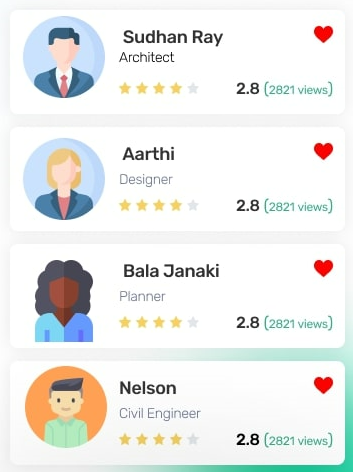 Sudhan Ray
Architect
2.8 (2821 views)
Aarthi
Designer
2.8 (2821 views)
Bala Janaki
Planner
2.8 (2821 views)
Nelson
Civil Engineer
2.8 (2821 views)